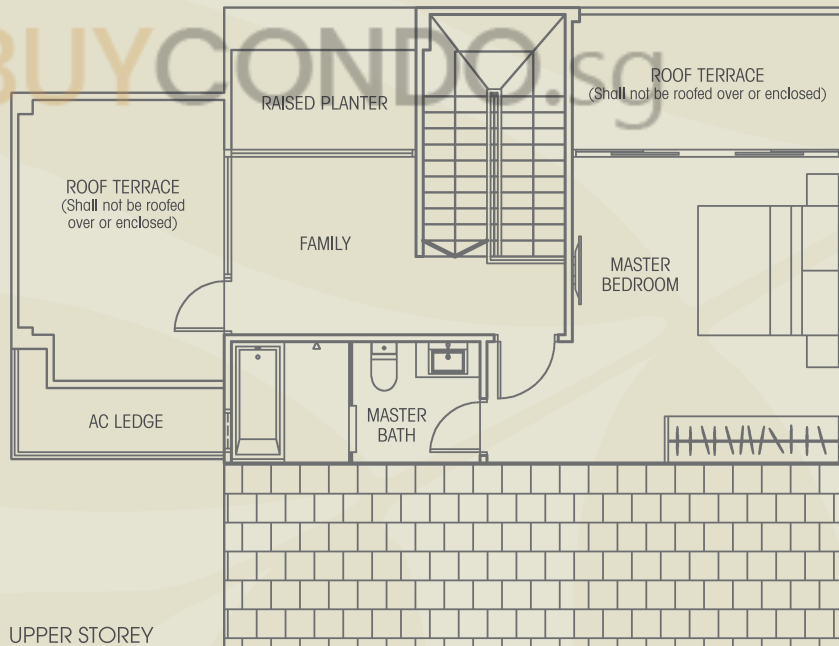 BUYCONDO.sg
RAISED PLANTER
ROOF TERRACE
(Shall not be roofed over or enclosed)
ROOF TERRACE
(Shall not be roofed
over or enclosed)
FAMILY
MASTER
BEDROOM
AC LEDGE
MASTER
BATH
UPPER STOREY